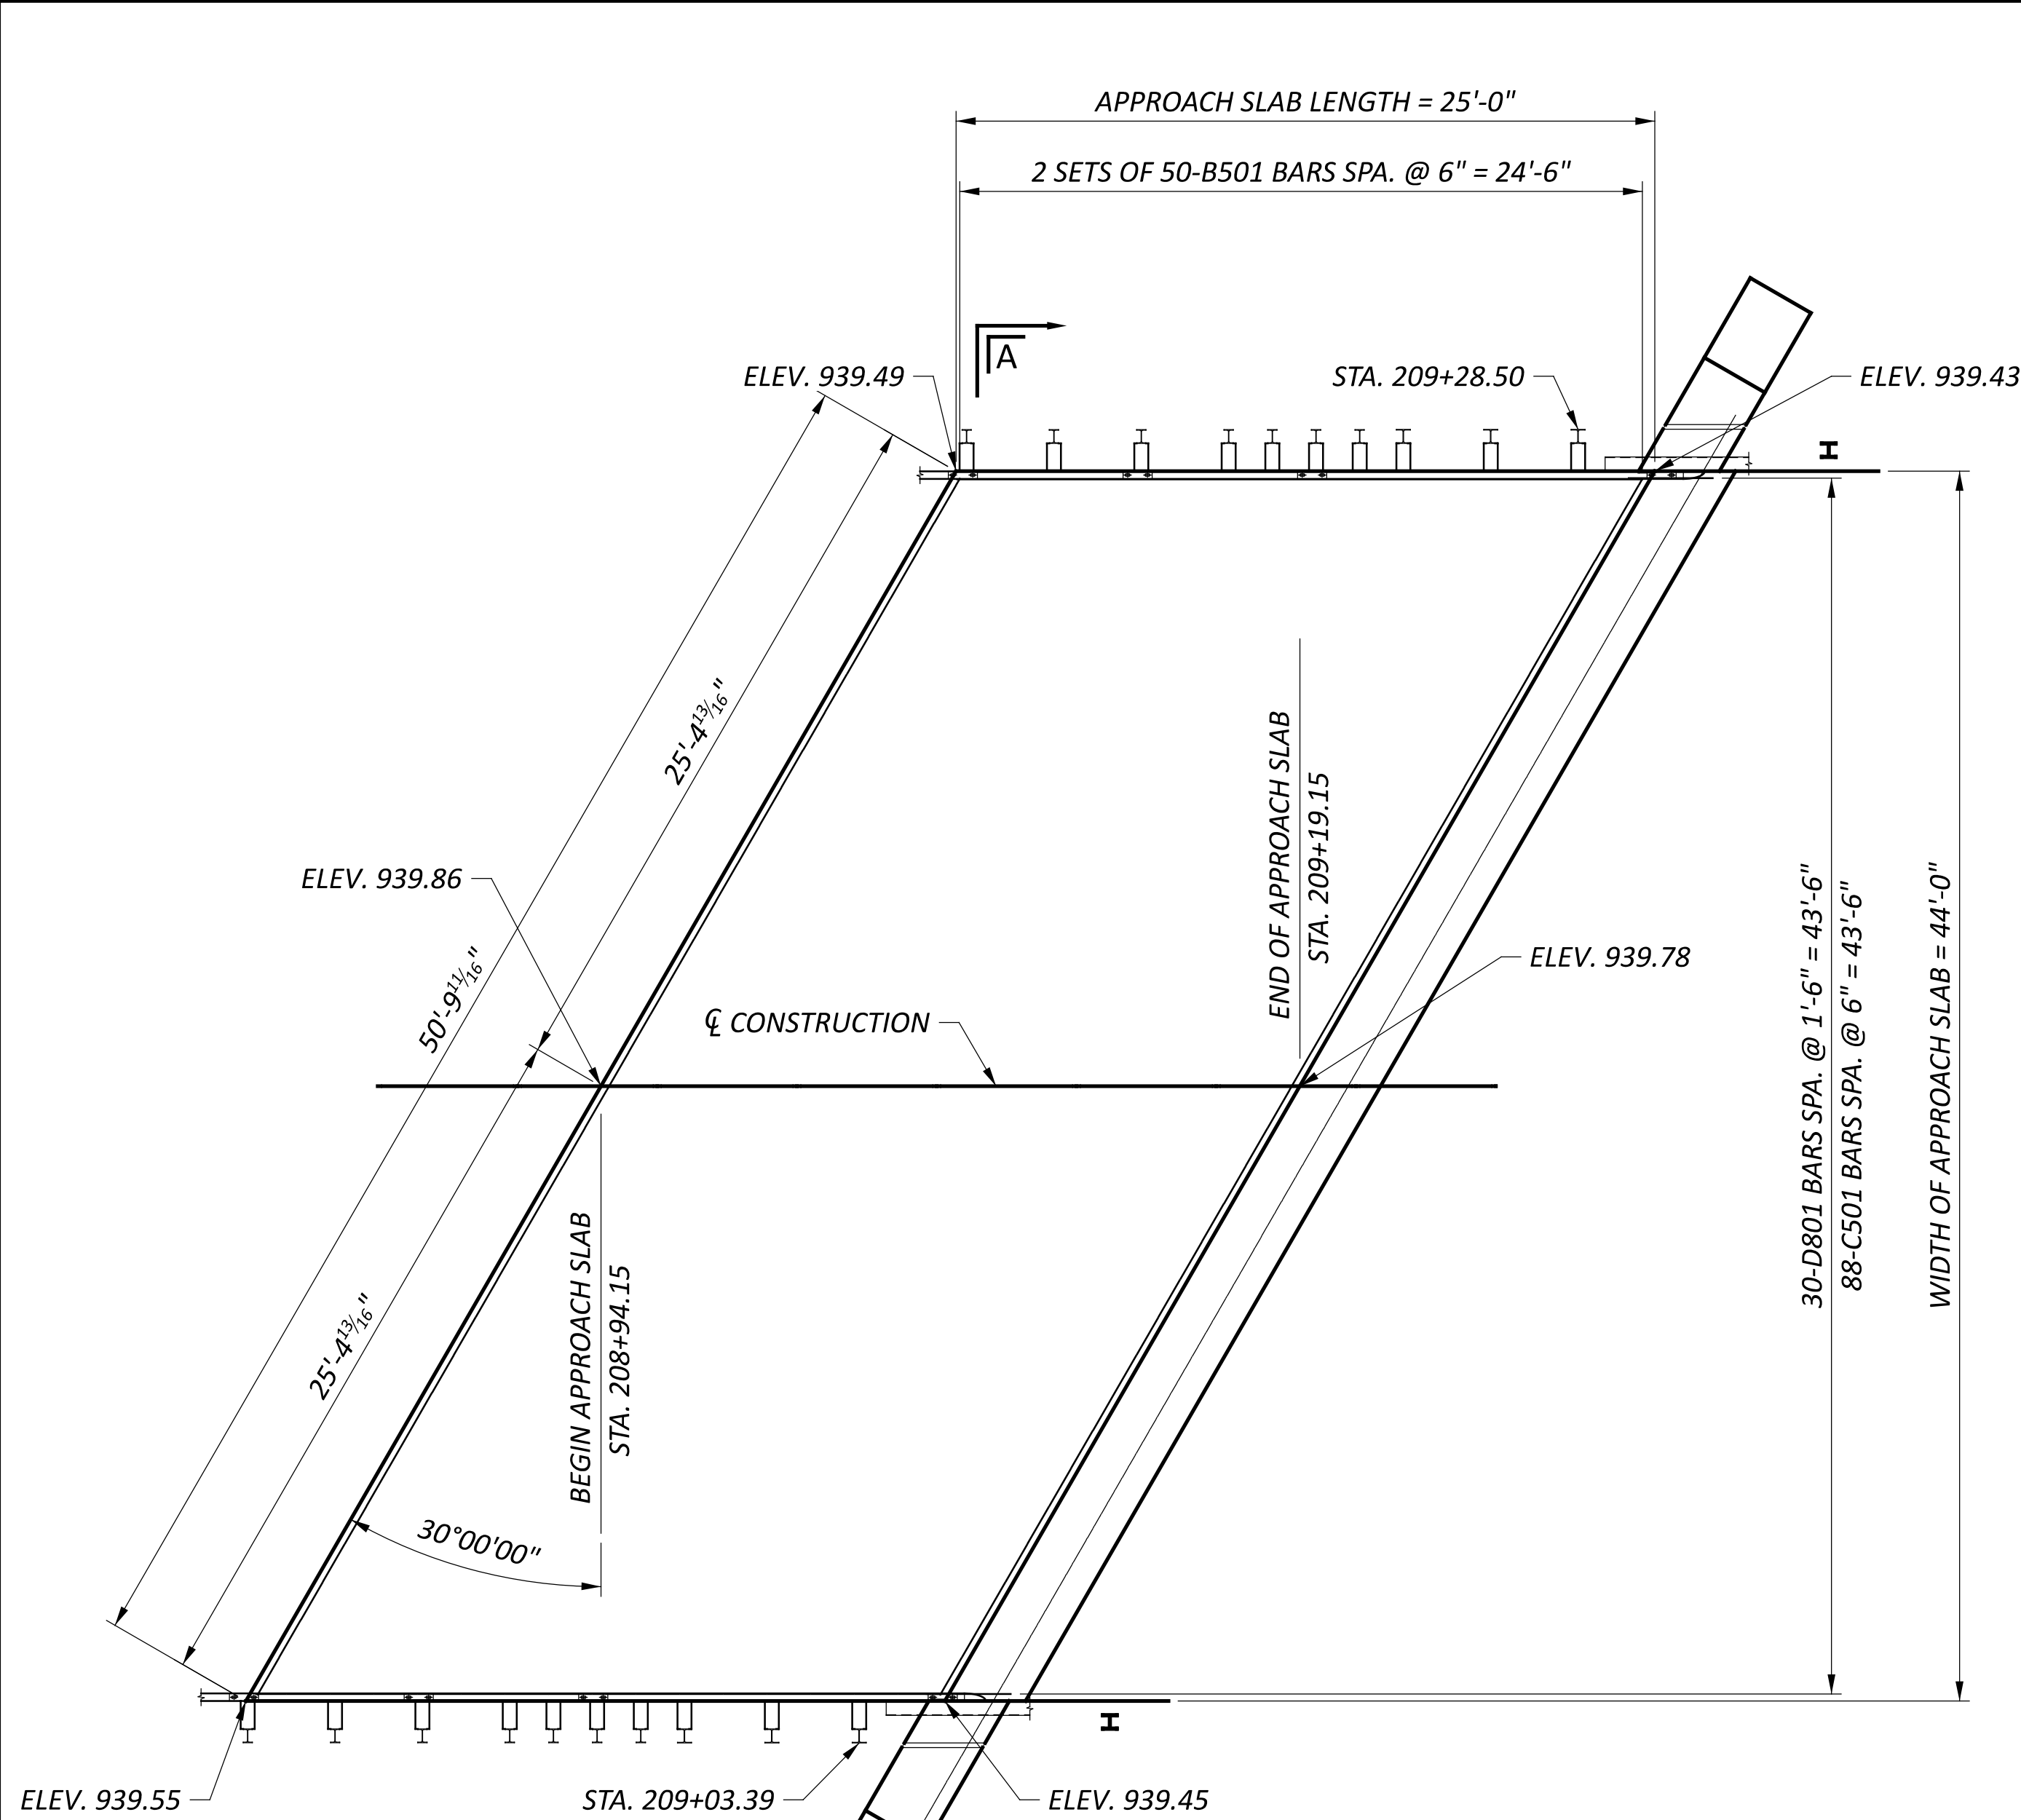 APPROACH SLAB LENGTH = 25'-0"
2 SETS OF 50-B501 BARS SPA. @ 6" = 24'-6"
A
ELEV. 939.49
STA. 209+28.50
ELEV. 939.43
H
25'-4 13/16"
50'-9 11/16"
ELEV. 939.86
END OF APPROACH SLAB
STA. 209+19.15
ELEV. 939.78
℄ CONSTRUCTION
30-D801 BARS SPA. @ 1'-6" = 43'-6"
88-C501 BARS SPA. @ 6" = 43'-6"
WIDTH OF APPROACH SLAB = 44'-0"
BEGIN APPROACH SLAB
STA. 208+94.15
25'-4 13/16"
30°00'00"
H
ELEV. 939.55
STA. 209+03.39
ELEV. 939.45